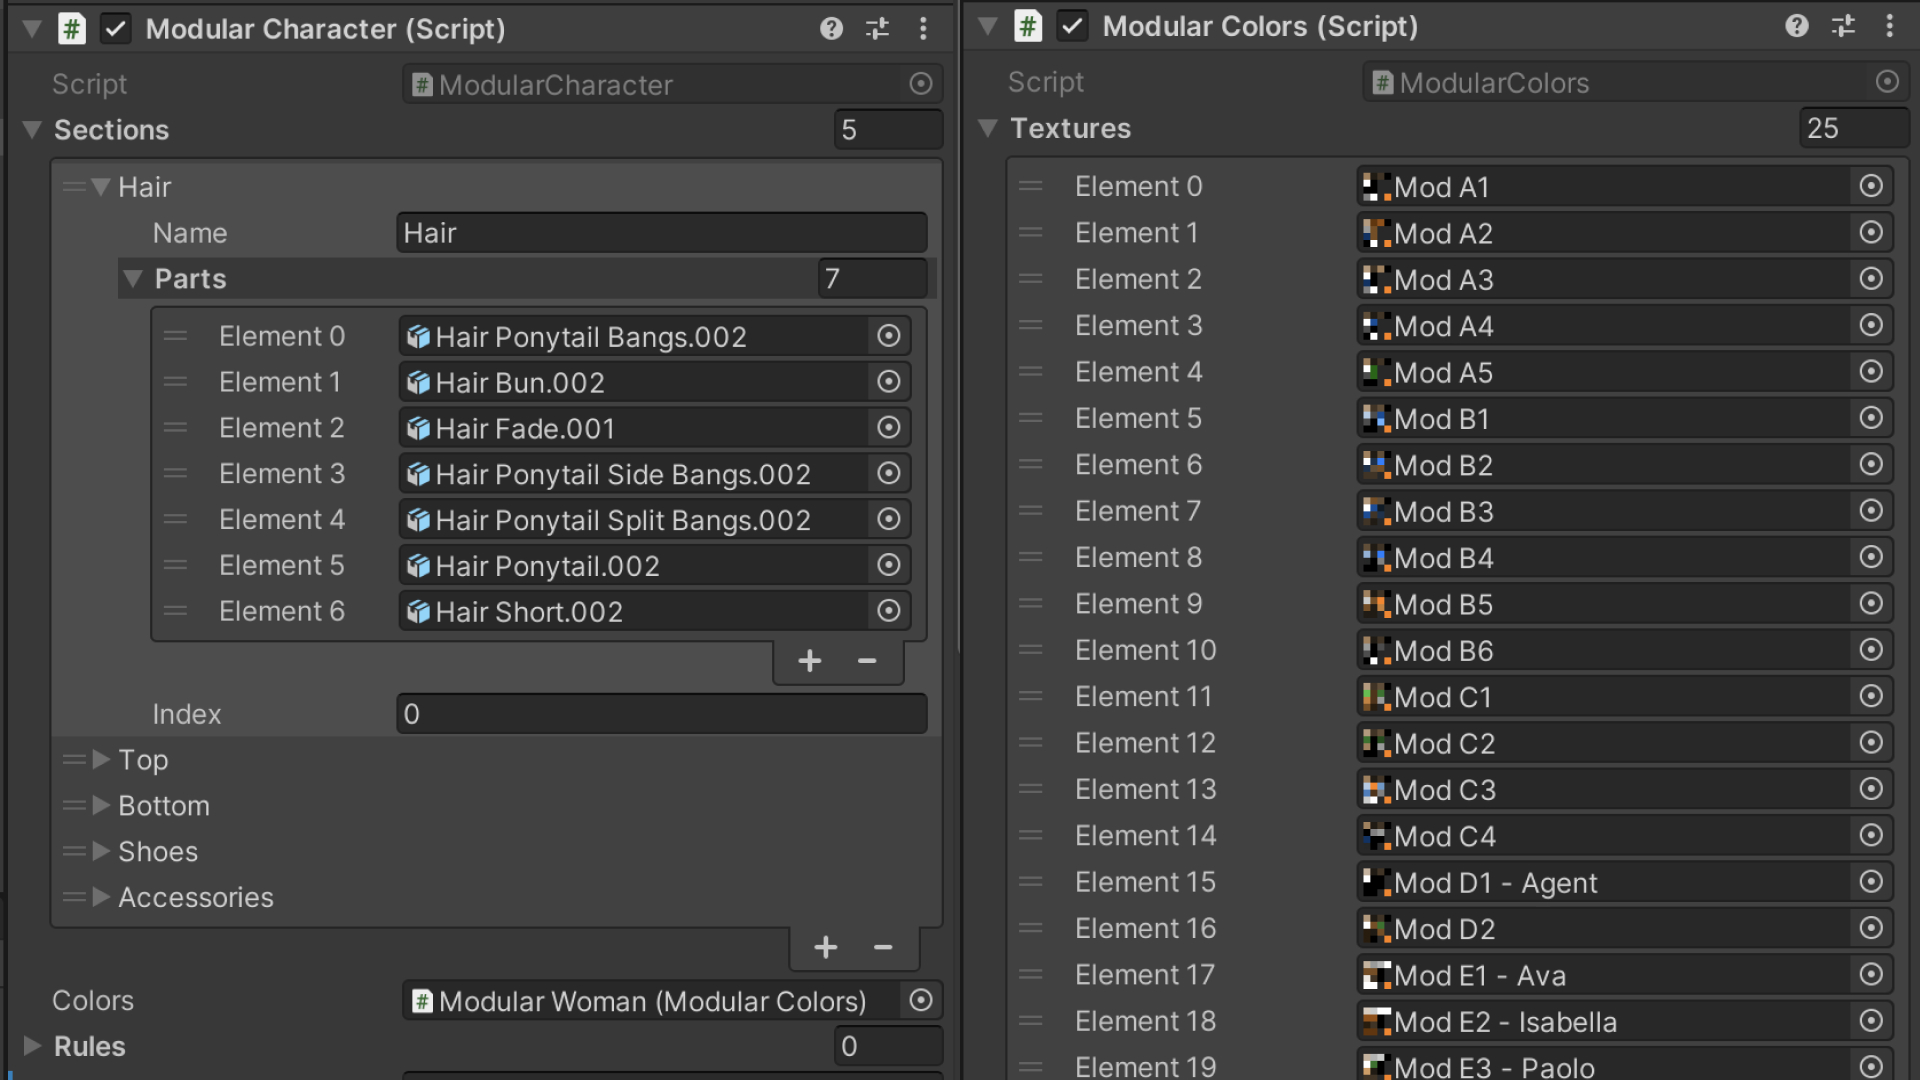 Modular Character (Script)
Script
ModularCharacter
Sections
5
Hair
Name
Hair
Parts
7
Element 0
Hair Ponytail Bangs.002
Element 1
Hair Bun.002
Element 2
Hair Fade.001
Element 3
Hair Ponytail Side Bangs.002
Element 4
Hair Ponytail Split Bangs.002
Element 5
Hair Ponytail.002
Element 6
Hair Short.002
Index
0
Top
Bottom
Shoes
Accessories
Colors
Modular Woman (Modular Colors)
Rules
0
Modular Colors (Script)
Script
ModularColors
Textures
25
Element 0
Mod A1
Element 1
Mod A2
Element 2
Mod A3
Element 3
Mod A4
Element 4
Mod A5
Element 5
Mod B1
Element 6
Mod B2
Element 7
Mod B3
Element 8
Mod B4
Element 9
Mod B5
Element 10
Mod B6
Element 11
Mod C1
Element 12
Mod C2
Element 13
Mod C3
Element 14
Mod C4
Element 15
Mod D1 - Agent
Element 16
Mod D2
Element 17
Mod E1 - Ava
Element 18
Mod E2 - Isabella
Element 19
Mod E3 - Paolo